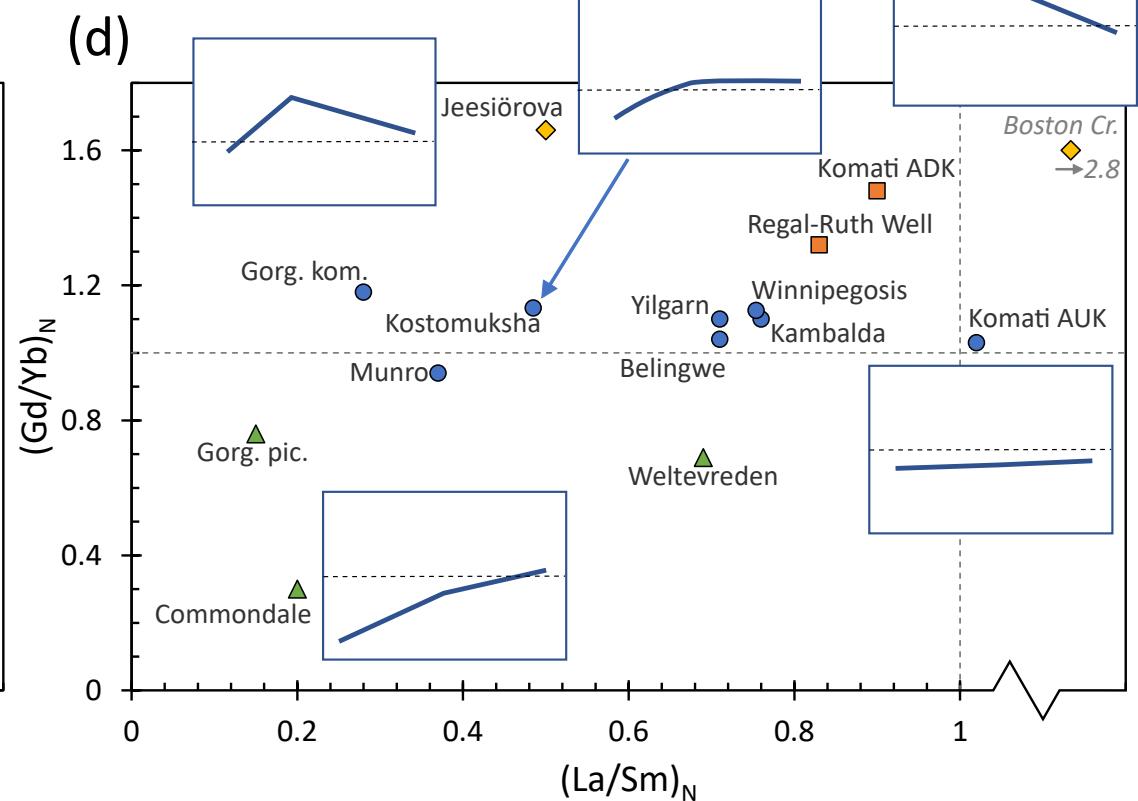 (d)
Jeesiörova
Boston Cr.
1.6
→2.8
Komati ADK
Regal-Ruth Well
Gorg. kom.
1.2
Winnipegosis
Yilgarn
Kostomuksha
Komati AUK
Kambalda
Munro
Belingwe
(Gd/Yb)N
0.8
Gorg. pic.
Weltevreden
0.4
Commondale
0
0 0.2 0.4 0.6 0.8 1
(La/Sm)N